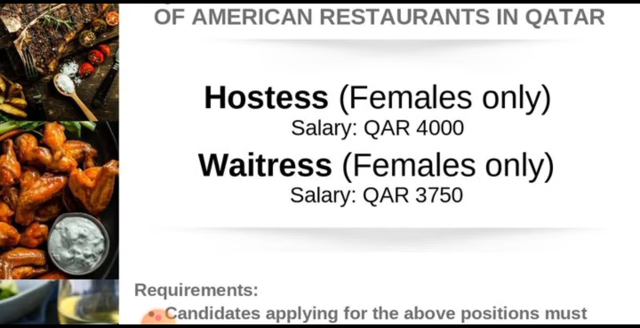 OF AMERICAN RESTAURANTS IN QATAR
Hostess (Females only)
Salary: QAR 4000
Waitress (Females only)
Salary: QAR 3750
Requirements:
Candidates applying for the above positions must